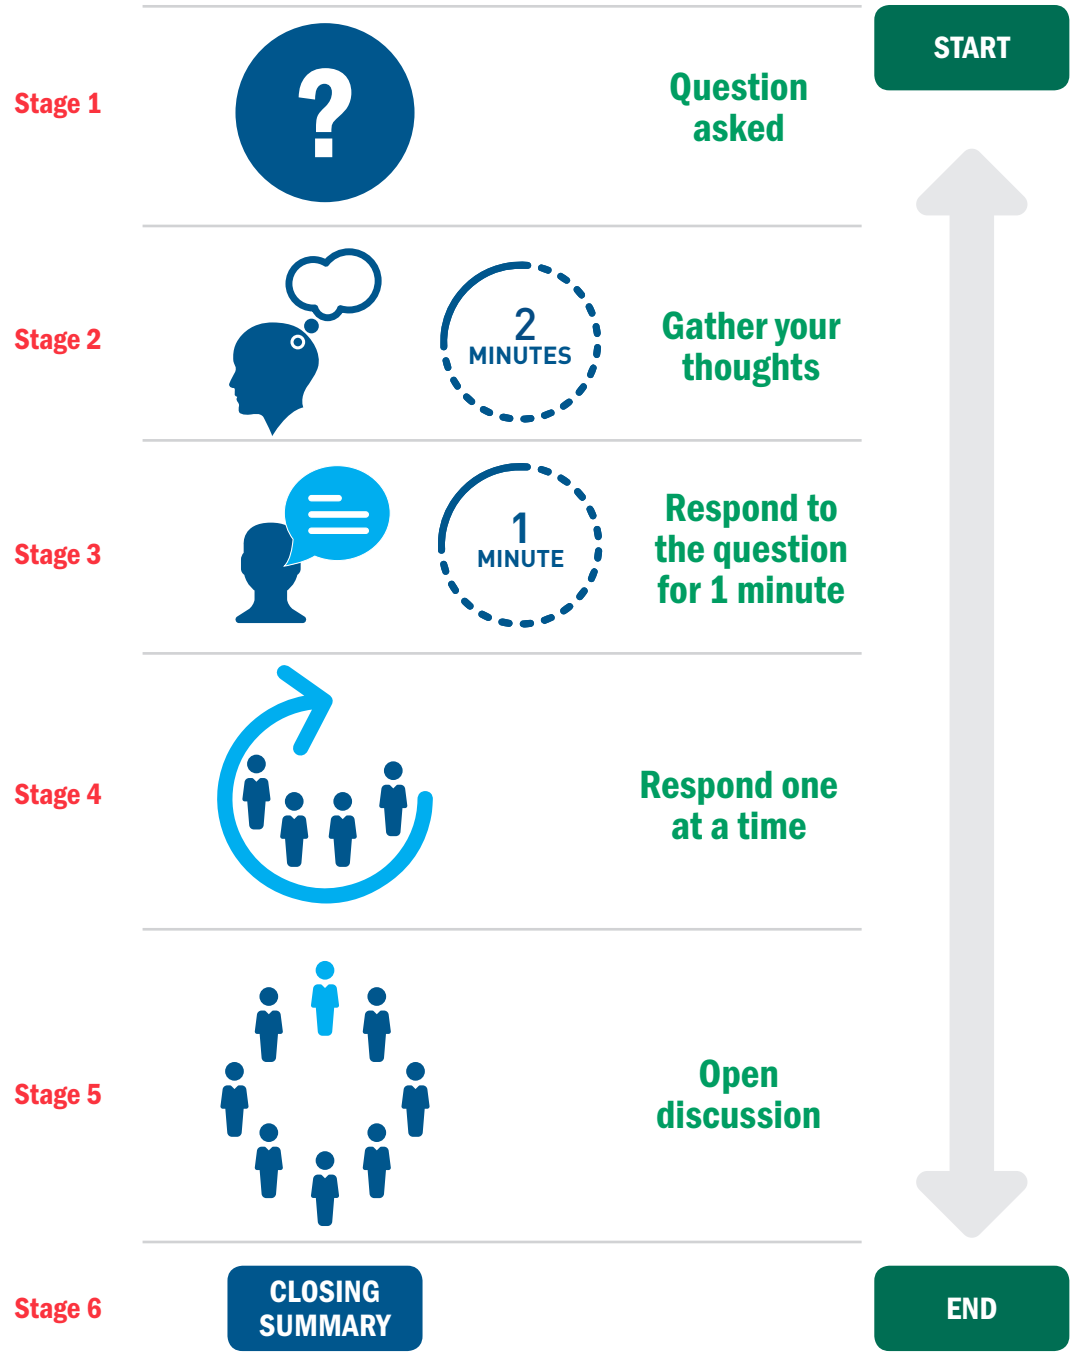 START
Stage 1
?
Question
asked
Stage 2
2
MINUTES
Gather your
thoughts
Stage 3
1
MINUTE
Respond to
the question
for 1 minute
Stage 4
Respond one
at a time
Stage 5
Open
discussion
Stage 6
CLOSING
SUMMARY
END